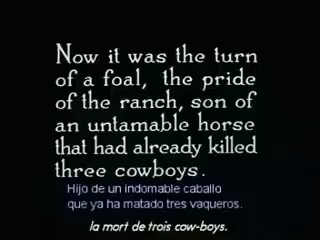 Now it was the turn
of a foal, the pride
of the ranch, son of
an untamable horse
that had already killed
three cowboys.
Hijo de un indomable caballo
que ya ha matado tres vaqueros.
la mort de trois cow-boys.